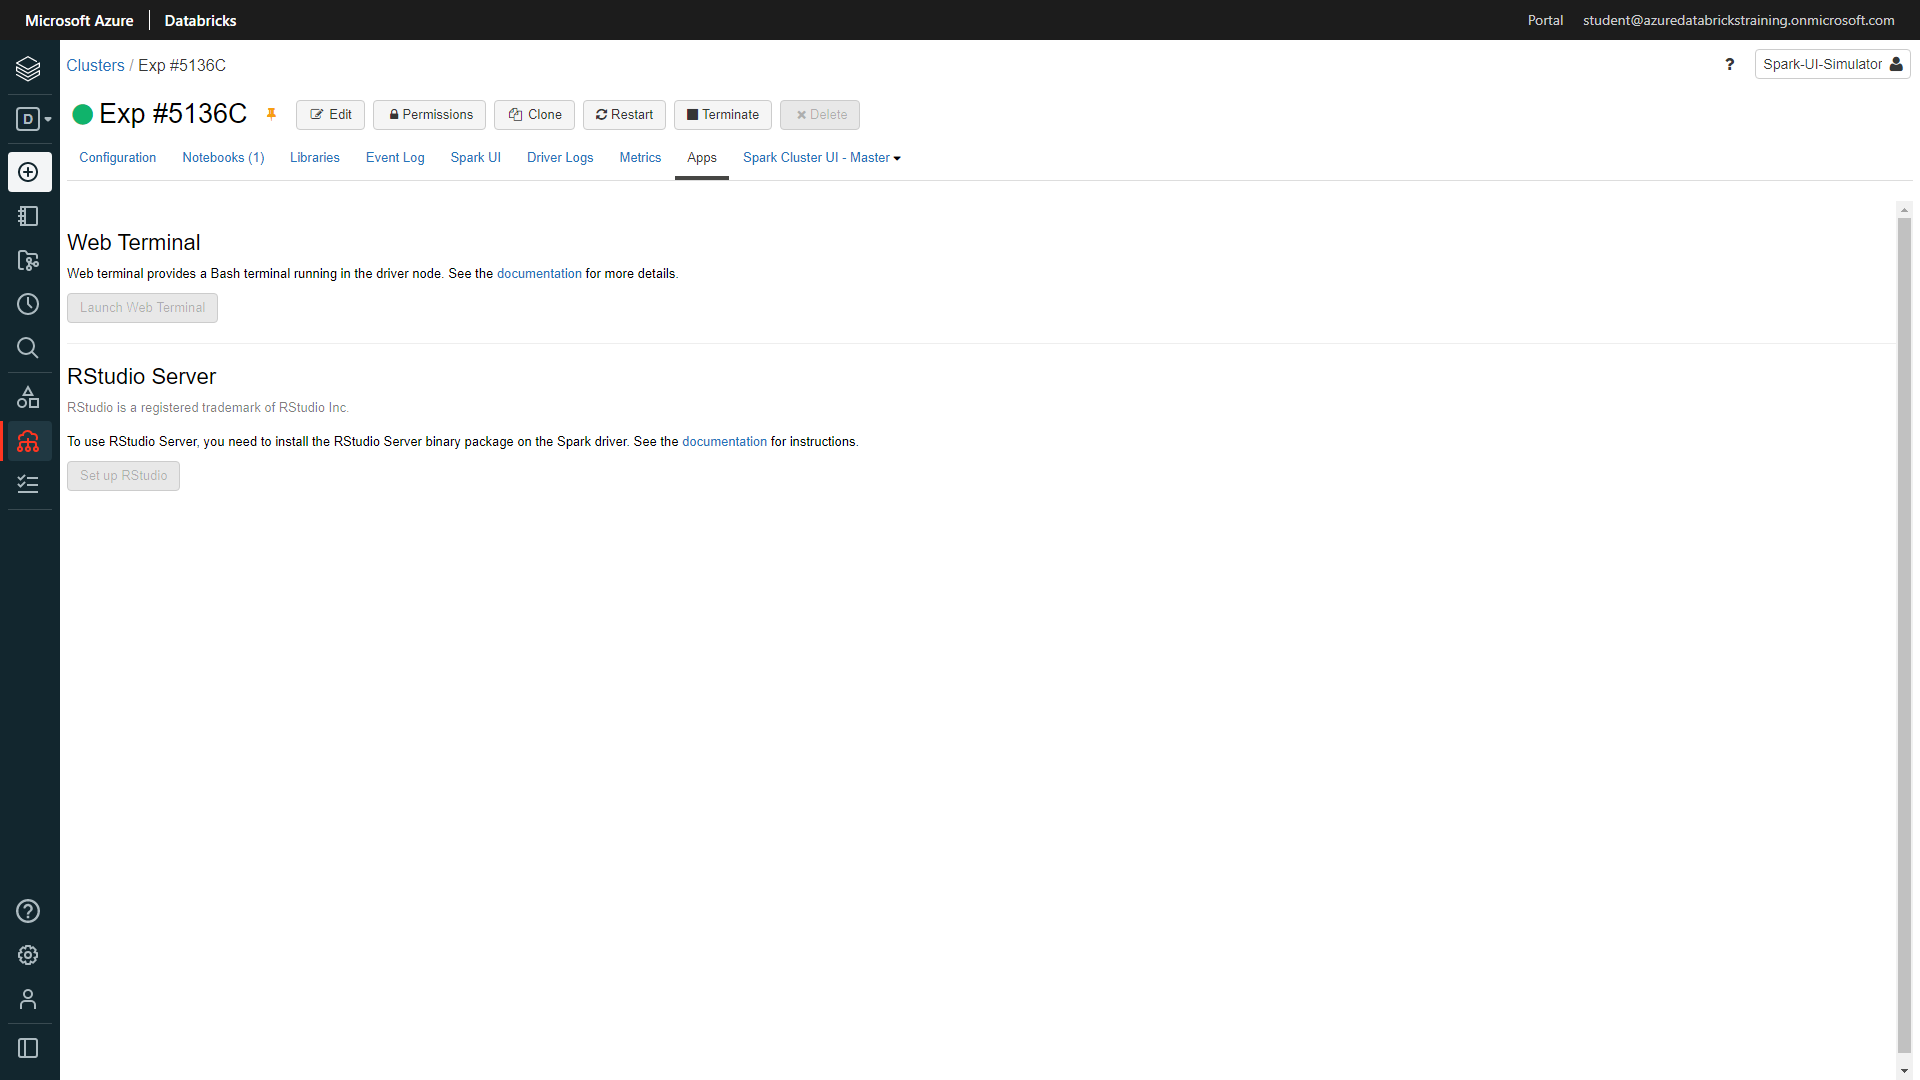 Microsoft Azure Databricks Portal student@azuredatabrickstraining.onmicrosoft.com
Clusters / Exp #5136C ? Spark-UI-Simulator
D
Exp #5136C Edit Permissions Clone Restart Terminate Delete
Configuration Notebooks (1) Libraries Event Log Spark UI Driver Logs Metrics Apps Spark Cluster UI - Master
Web Terminal
Web terminal provides a Bash terminal running in the driver node. See the documentation for more details.
Launch Web Terminal
RStudio Server
RStudio is a registered trademark of RStudio Inc.
To use RStudio Server, you need to install the RStudio Server binary package on the Spark driver. See the documentation for instructions.
Set up RStudio